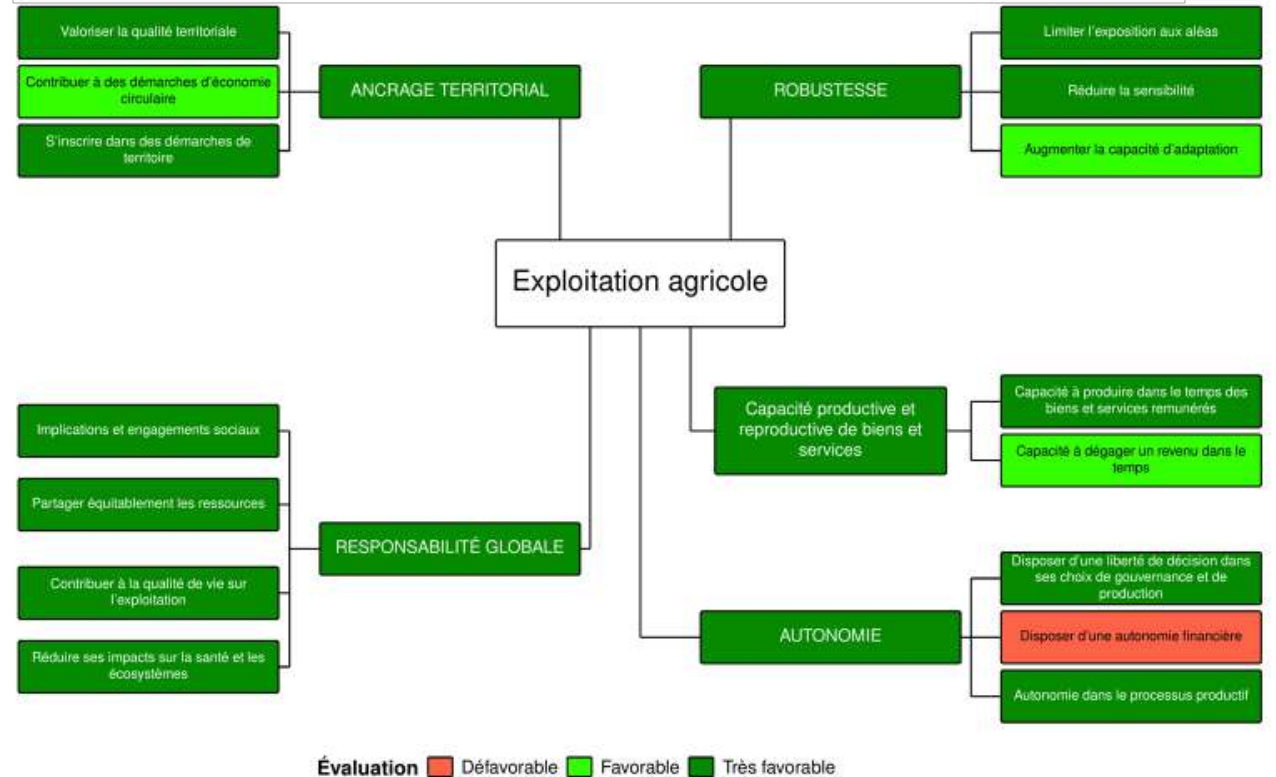 Valoriser la qualité territoriale
Contribuer à des démarches d'économie
circulaire
S'inscrire dans des démarches de
territoire
ANCRAGE TERRITORIAL
ROBUSTESSE
Limiter l'exposition aux aléas
Réduire la sensibilité
Augmenter la capacité d'adaptation
Exploitation agricole
Implications et engagements sociaux
Partager équitablement les ressources
Contribuer à la qualité de vie sur
l'exploitation
Réduire ses impacts sur la santé et les
écosystèmes
RESPONSABILITÉ GLOBALE
Capacité productive et
reproductive de biens et
services
Capacité à produire dans le temps des
biens et services remunérés
Capacité à dégager un revenu dans le
temps
AUTONOMIE
Disposer d'une liberté de décision dans
ses choix de gouvernance et de
production
Disposer d'une autonomie financière
Autonomie dans le processus productif
Évaluation Défavorable Favorable Très favorable